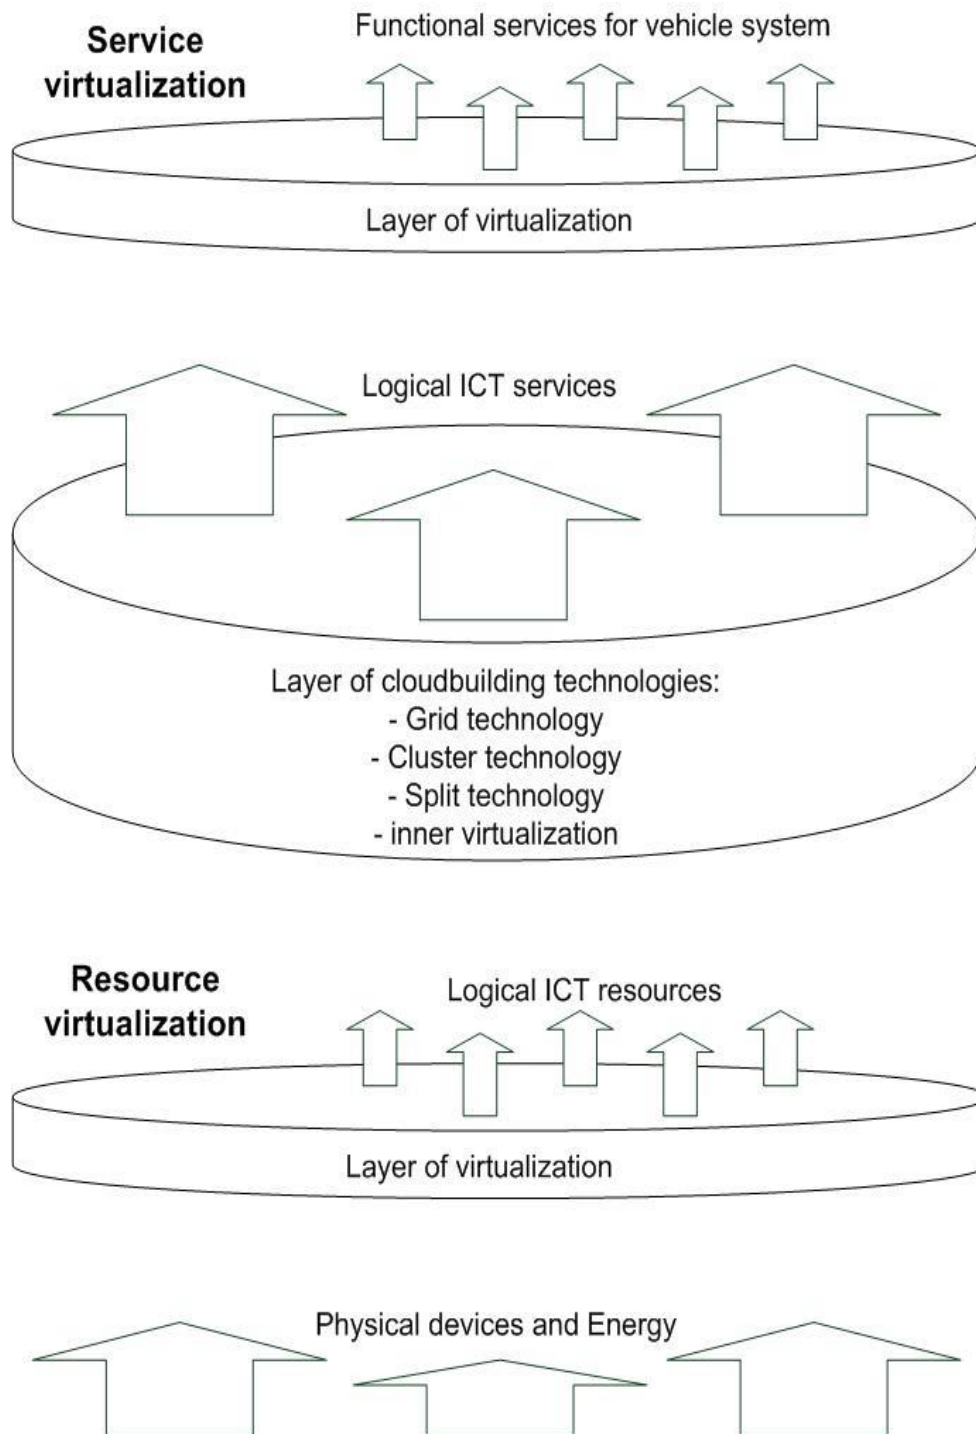 Service
virtualization
Functional services for vehicle system
Layer of virtualization
Logical ICT services
Layer of cloudbuilding technologies:
- Grid technology
- Cluster technology
- Split technology
- inner virtualization
Resource
virtualization
Logical ICT resources
Layer of virtualization
Physical devices and Energy